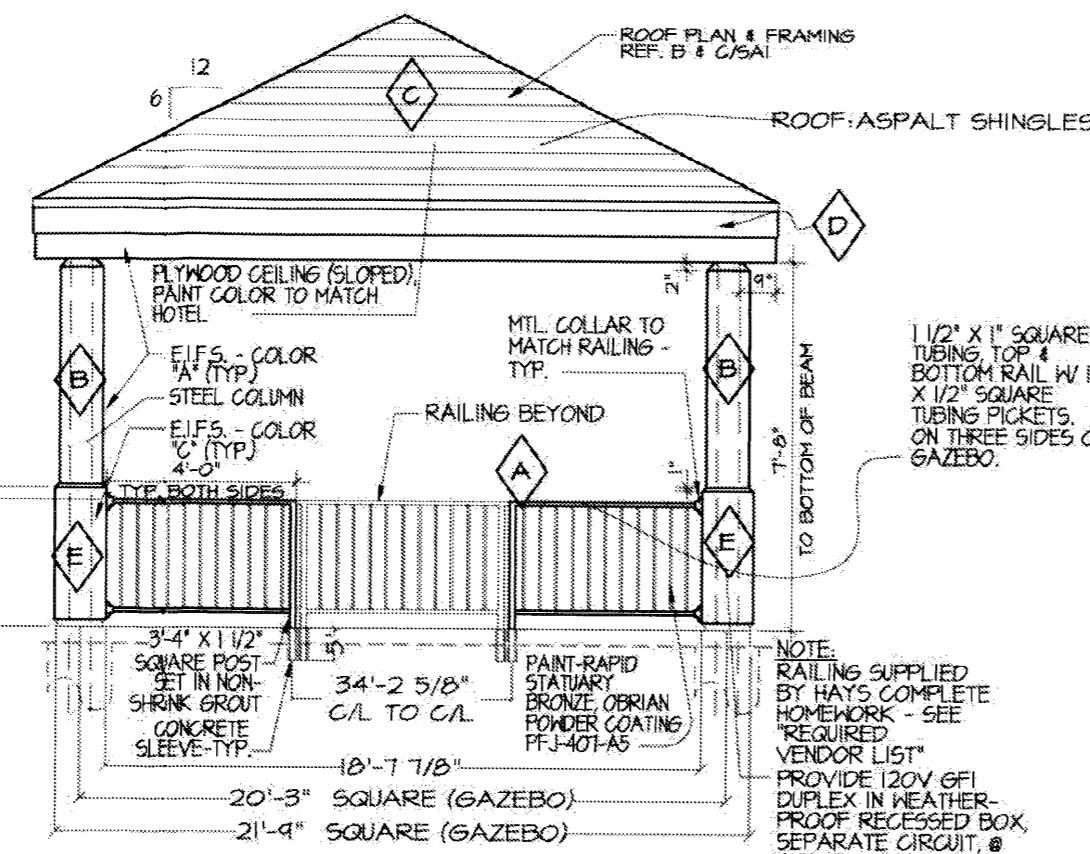 ROOF PLAN & FRAMING
REF. B & C/SA1
12
6
C
ROOF: ASPALT SHINGLES
D
PLYWOOD CEILING (SLOPED),
PAINT COLOR TO MATCH
HOTEL
2"
9"
MTL. COLLAR TO
MATCH RAILING -
TYP.
1 1/2" X 1" SQUARE
TUBING, TOP &
BOTTOM RAIL W/
X 1/2" SQUARE
TUBING PICKETS.
ON THREE SIDES
GAZEBO.
B
E.I.F.S. - COLOR
"A" (TYP.)
STEEL COLUMN
B
E.I.F.S. - COLOR
"C" (TYP.)
RAILING BEYOND
7'-8"
TO BOTTOM OF BEAM
4'-0"
TYP. BOTH SIDES
A
1"
E
E
3'-4" X 1 1/2"
SQUARE POST
SET IN NON-
SHRINK GROUT
CONCRETE
SLEEVE-TYP.
5"
34'-2 5/8"
C/L TO C/L
PAINT-RAPID
STATUARY
BRONZE, OBRIAN
POWDER COATING
PFJ-407-A5
NOTE:
RAILING SUPPLIED
BY HAYS COMPLETE
HOMEWORK - SEE
"REQUIRED
VENDOR LIST"
PROVIDE 120V GFI
DUPLEX IN WEATHER-
PROOF RECESSED BOX,
SEPARATE CIRCUIT, @
18'-7 7/8"
20'-3" SQUARE (GAZEBO)
21'-9" SQUARE (GAZEBO)